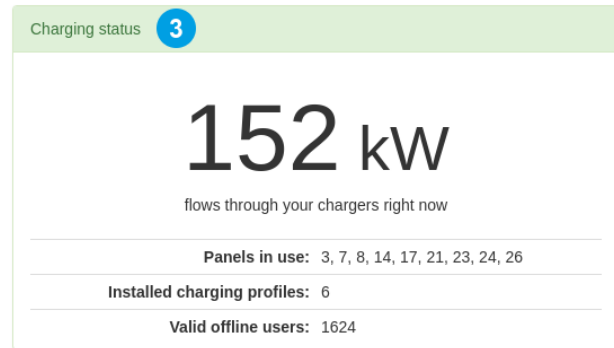 Charging status 3
152 kW
flows through your chargers right now
Panels in use: 3, 7, 8, 14, 17, 21, 23, 24, 26
Installed charging profiles: 6
Valid offline users: 1624